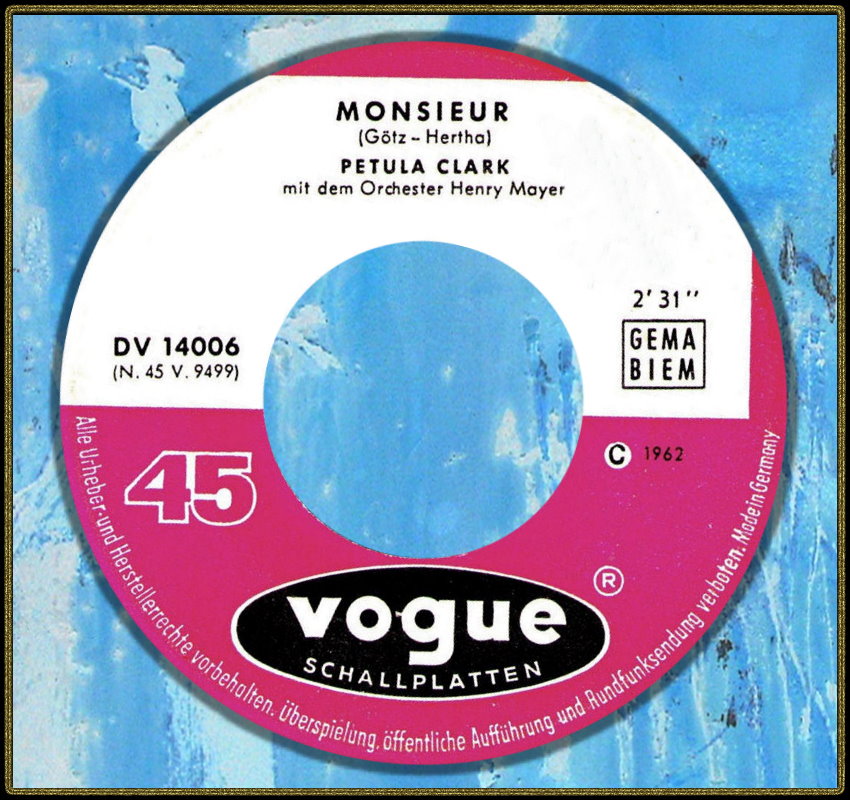 MONSIEUR
(Götz – Hertha)
PETULA CLARK
mit dem Orchester Henry Mayer
2' 31''
GEMA
BIEM
DV 14006
(N. 45 V. 9499)
45
C 1962
vogue
®
SCHALLPLATTEN
Alle Urheber- und Herstellerrechte vorbehalten. Überspielung, öffentliche Aufführung und Rundfunksendung verboten. Made in Germany